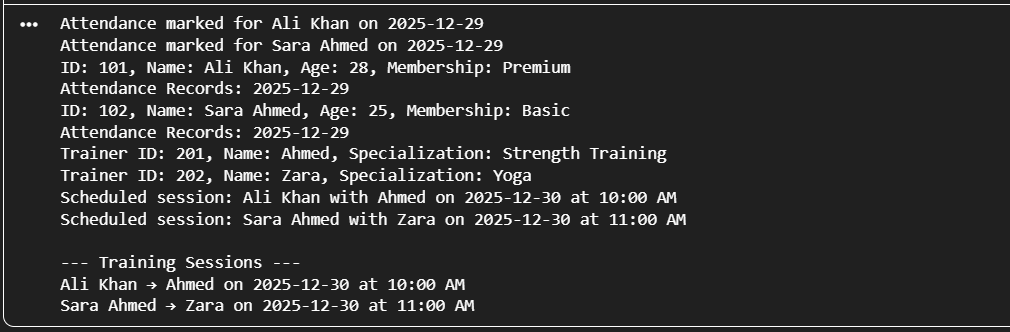 Attendance marked for Ali Khan on 2025-12-29
Attendance marked for Sara Ahmed on 2025-12-29
ID: 101, Name: Ali Khan, Age: 28, Membership: Premium
Attendance Records: 2025-12-29
ID: 102, Name: Sara Ahmed, Age: 25, Membership: Basic
Attendance Records: 2025-12-29
Trainer ID: 201, Name: Ahmed, Specialization: Strength Training
Trainer ID: 202, Name: Zara, Specialization: Yoga
Scheduled session: Ali Khan with Ahmed on 2025-12-30 at 10:00 AM
Scheduled session: Sara Ahmed with Zara on 2025-12-30 at 11:00 AM
--- Training Sessions ---
Ali Khan → Ahmed on 2025-12-30 at 10:00 AM
Sara Ahmed → Zara on 2025-12-30 at 11:00 AM